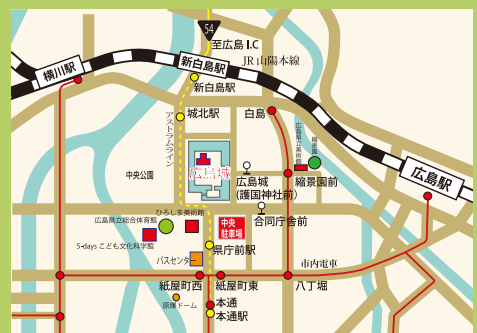 54
至広島I.C
JR山陽本線
横川駅
新白島駅
新白島駅
城北駅
白島
アストラムライン
広島県立美術館
縮景園
広島駅
中央公園
広島城
広島城
(護国神社前)
縮景園前
ひろしま美術館
広島県立総合体育館
中央
駐車場
合同庁舎前
5-days こども文化科学館
県庁前駅
バスセンター
市内電車
紙屋町西
紙屋町東
八丁堀
原爆ドーム
本通
本通駅